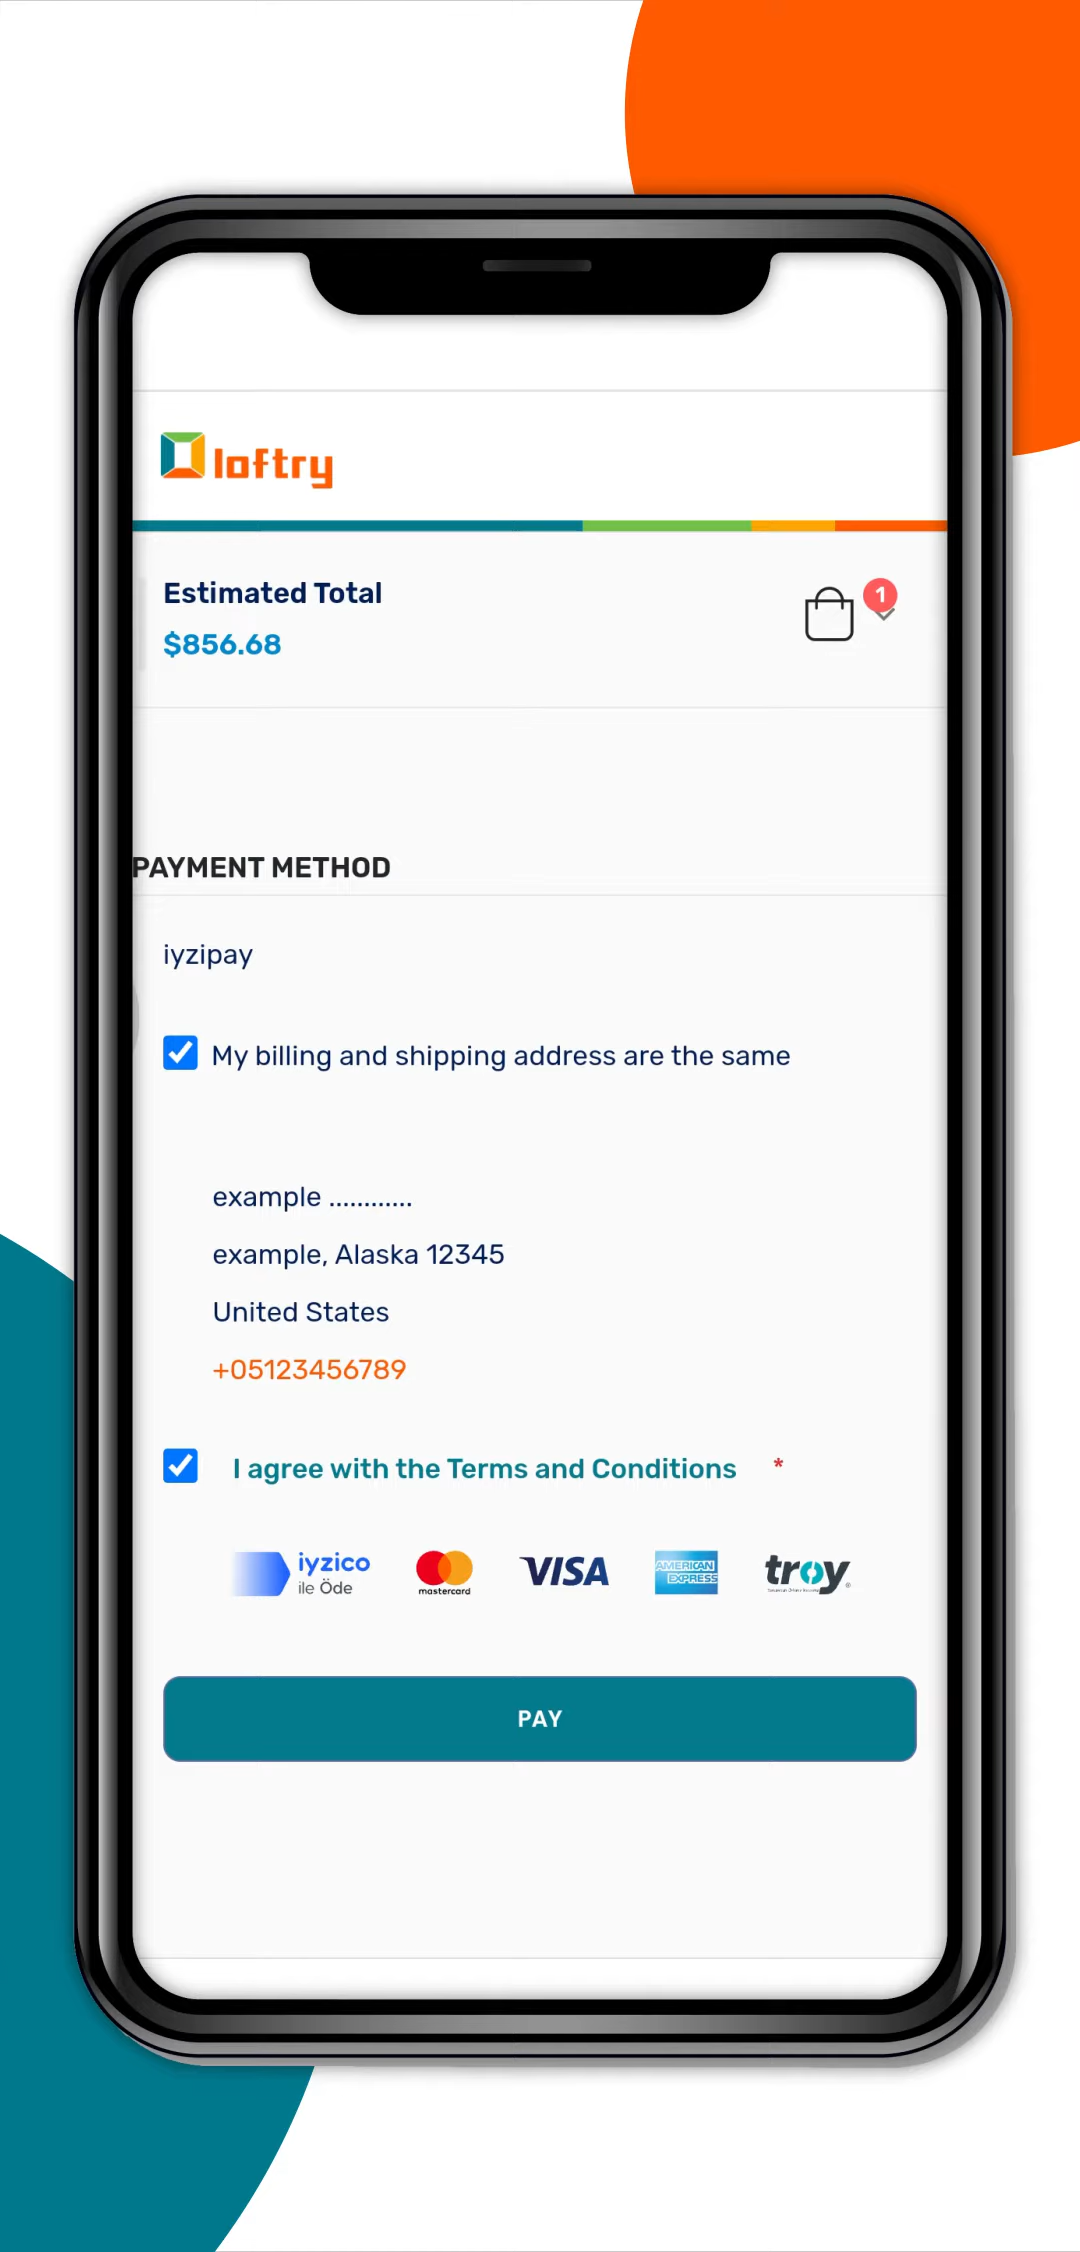 loftry
Estimated Total
$856.68
1
PAYMENT METHOD
iyzipay
My billing and shipping address are the same
example ............
example, Alaska 12345
United States
+05123456789
I agree with the Terms and Conditions *
iyzico
ile Öde
mastercard
VISA
AMERICAN
EXPRESS
troy
PAY